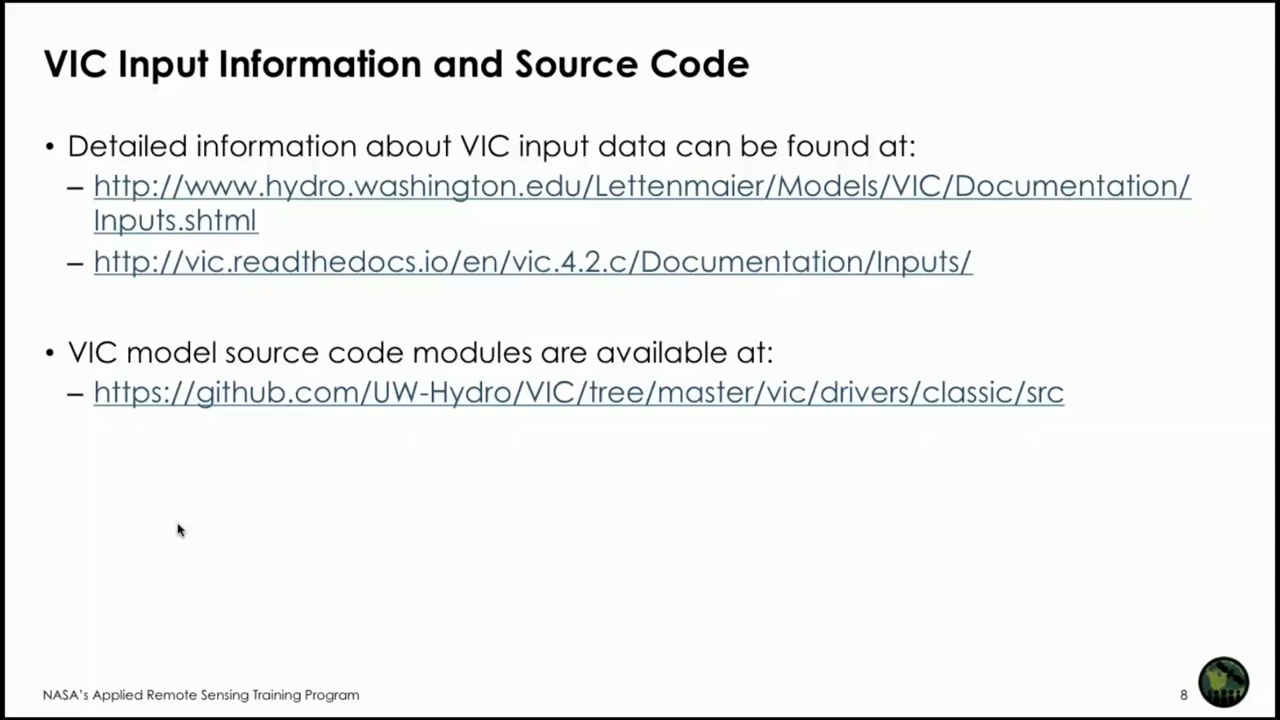 VIC Input Information and Source Code
• Detailed information about VIC input data can be found at:
– http://www.hydro.washington.edu/Lettenmaier/Models/VIC/Documentation/
Inputs.shtml
– http://vic.readthedocs.io/en/vic.4.2.c/Documentation/Inputs/
• VIC model source code modules are available at:
– https://github.com/UW-Hydro/VIC/tree/master/vic/drivers/classic/src
NASA's Applied Remote Sensing Training Program
8